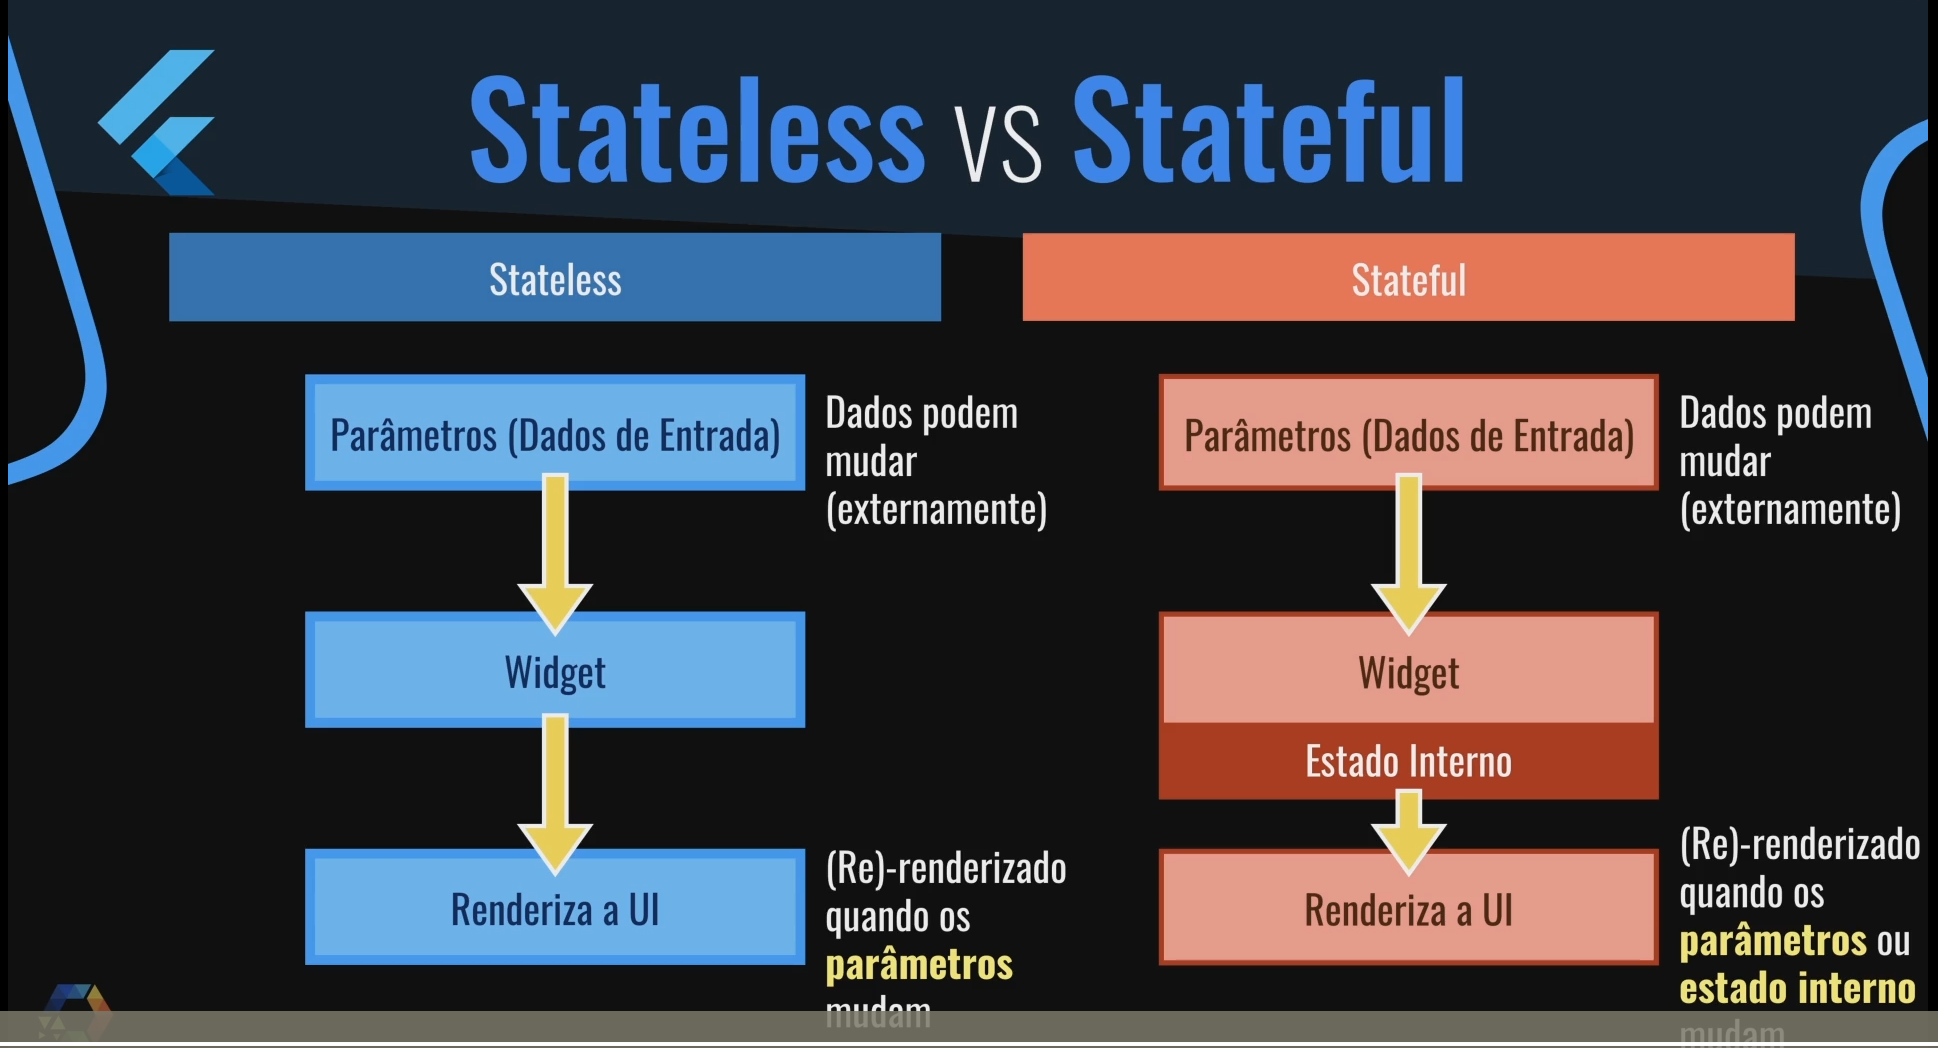 Stateless VS Stateful
Stateless
Parâmetros (Dados de Entrada)
Dados podem
mudar
(externamente)
Widget
Renderiza a UI
(Re)-renderizado
quando os
parâmetros
mudam
Stateful
Parâmetros (Dados de Entrada)
Dados podem
mudar
(externamente)
Widget
Estado Interno
Renderiza a UI
(Re)-renderizado
quando os
parâmetros ou
estado interno
mudam